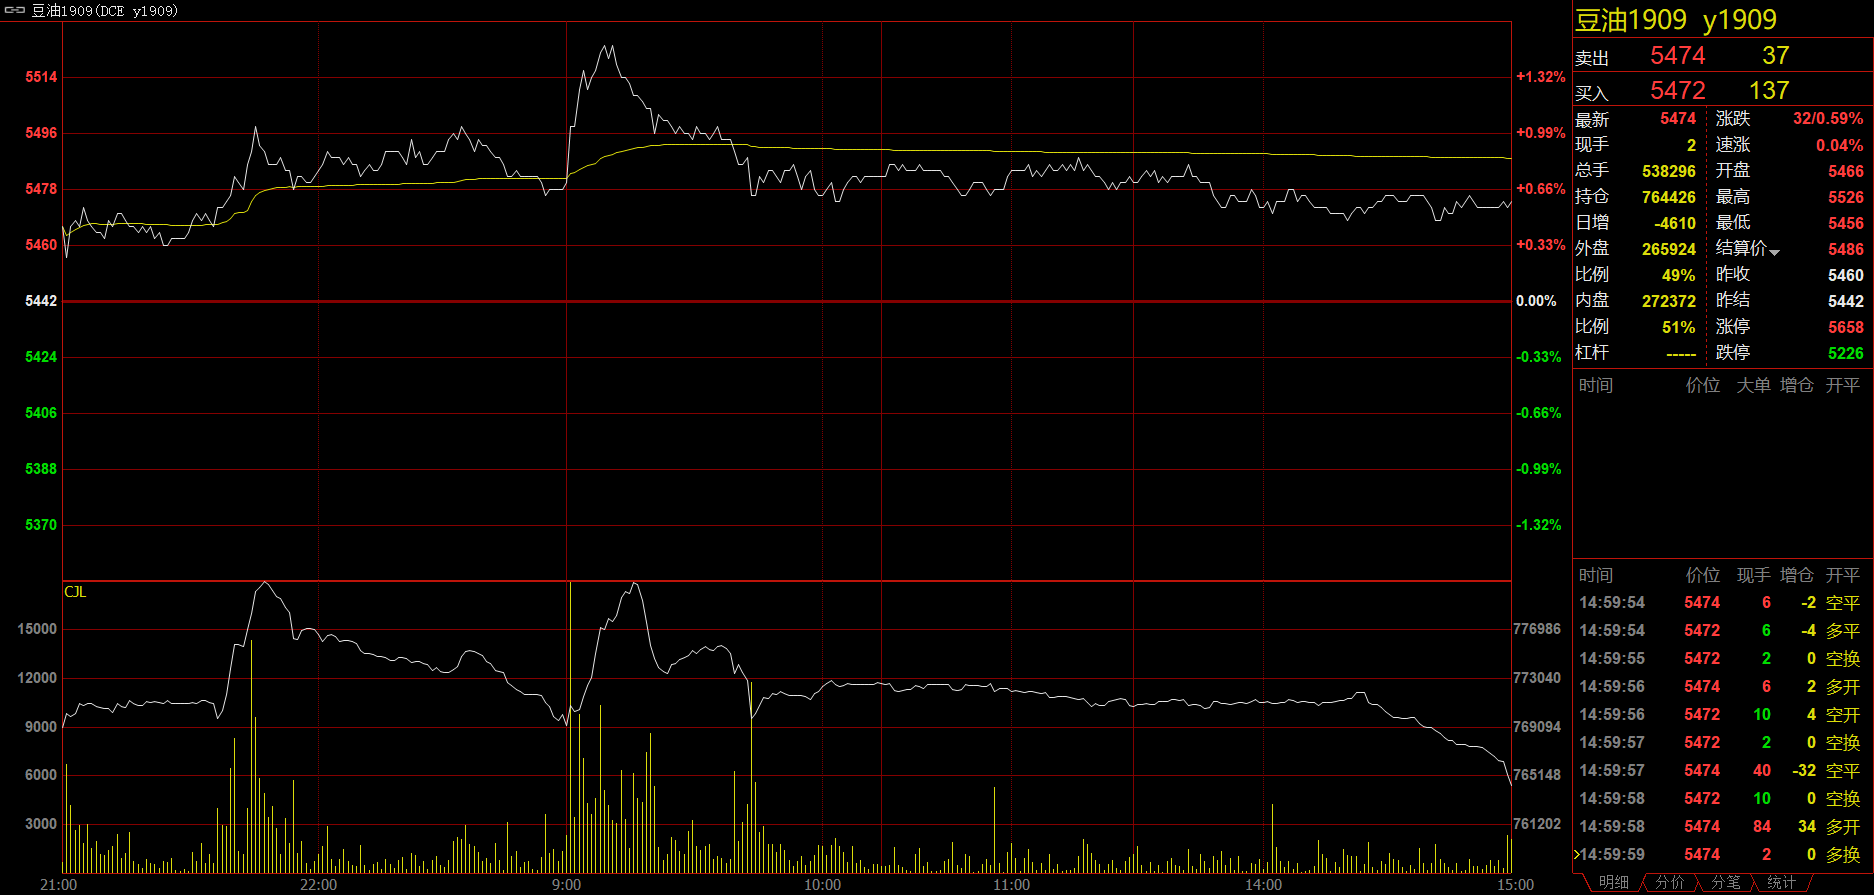 豆油1909(DCE y1909)
5514
5496
5478
5460
5442
5424
5406
5388
5370
+1.32%
+0.99%
+0.66%
+0.33%
0.00%
-0.33%
-0.66%
-0.99%
-1.32%
CJL
15000
12000
9000
6000
3000
776986
773040
769094
765148
761202
21:00 22:00 9:00 10:00 11:00 14:00 15:00
豆油1909 y1909
卖出 5474 37
买入 5472 137
最新 5474 涨跌 32/0.59%
现手 2 速涨 0.04%
总手 538296 开盘 5466
持仓 764426 最高 5526
日增 -4610 最低 5456
外盘 265924 结算价 5486
比例 49% 昨收 5460
内盘 272372 昨结 5442
比例 51% 涨停 5658
杠杆 ----- 跌停 5226
时间 价位 大单 增仓 开平
时间 价位 现手 增仓 开平
14:59:54 5474 6 -2 空平
14:59:54 5472 6 -4 多平
14:59:55 5472 2 0 空换
14:59:56 5474 6 2 多开
14:59:56 5472 10 4 空开
14:59:57 5472 2 0 空换
14:59:57 5474 40 -32 空平
14:59:58 5472 10 0 空换
14:59:58 5474 84 34 多开
14:59:59 5474 2 0 多换
明细 分价 分笔 统计